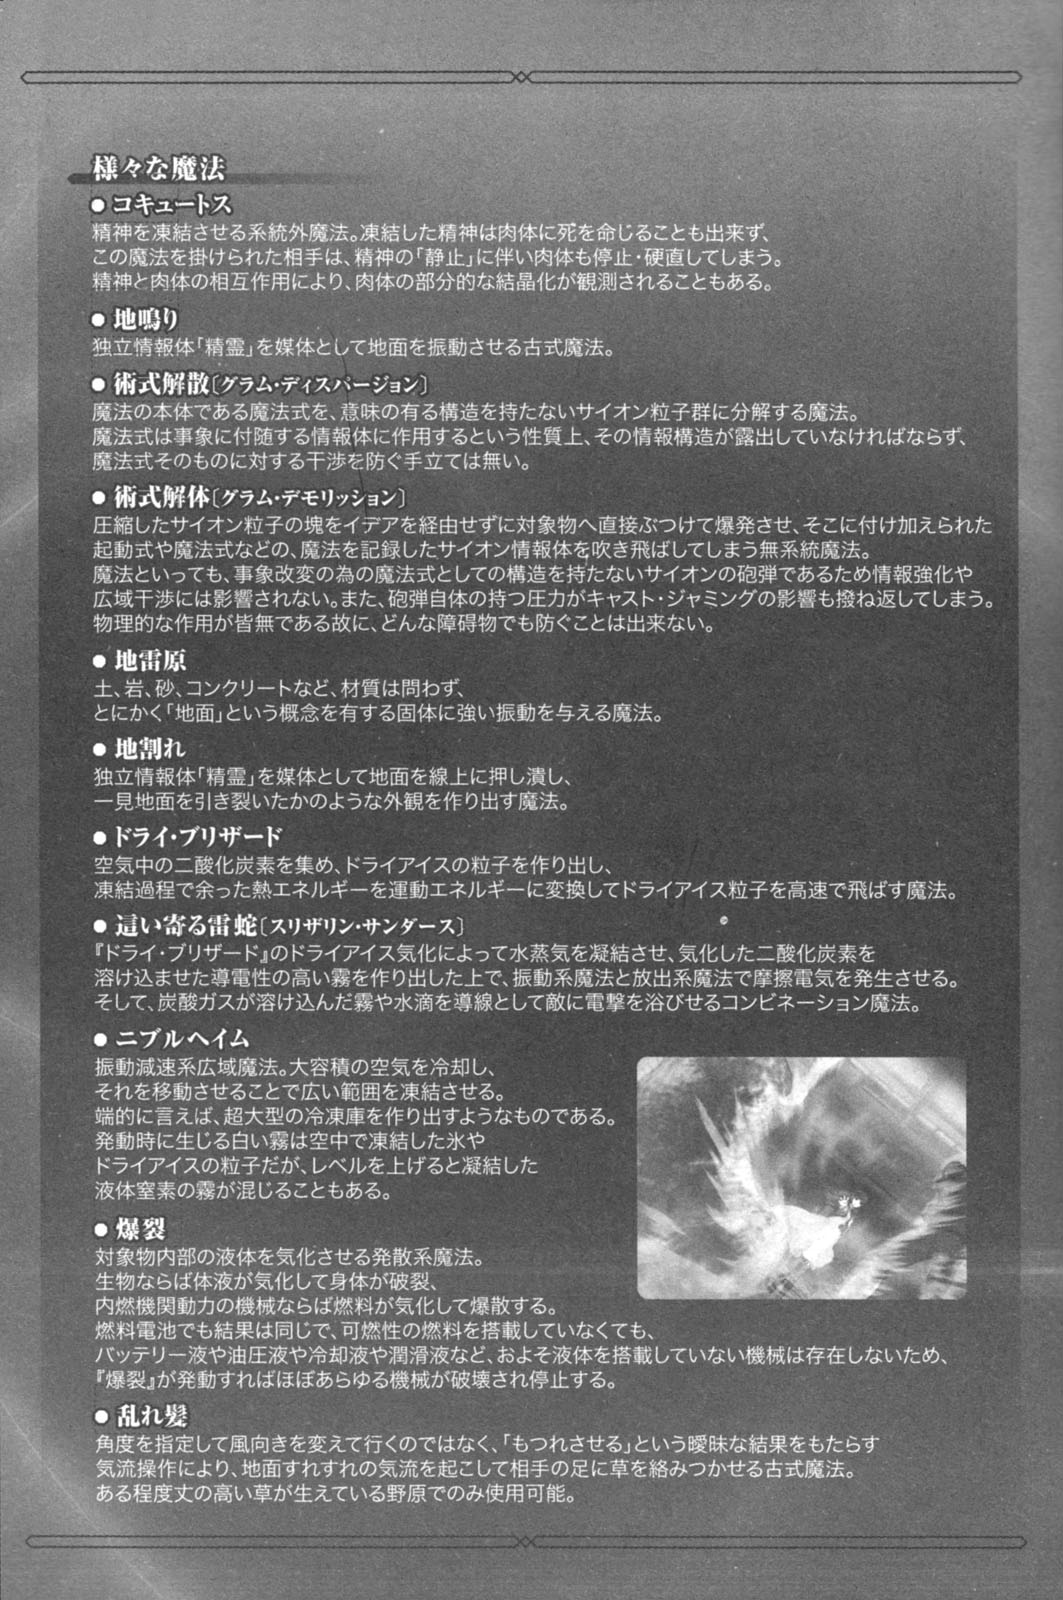 様々な魔法
●コキュートス
精神を凍結させる系統外魔法。凍結した精神は肉体に死を命じることも出来ず、
この魔法を掛けられた相手は、精神の「静止」に伴い肉体も停止・硬直してしまう。
精神と肉体の相互作用により、肉体の部分的な結晶化が観測されることもある。
●地鳴り
独立情報体「精霊」を媒体として地面を振動させる古式魔法。
●術式解散〔グラム・ディスパージョン〕
魔法の本体である魔法式を、意味の有る構造を持たないサイオン粒子群に分解する魔法。
魔法式は事象に付随する情報体に作用するという性質上、その情報構造が露出していなければならず、
魔法式そのものに対する干渉を防ぐ手立ては無い。
●術式解体〔グラム・デモリッション〕
圧縮したサイオン粒子の塊をイデアを経由せずに対象物へ直接ぶつけて爆発させ、そこに付け加えられた
起動式や魔法式などの、魔法を記録したサイオン情報体を吹き飛ばしてしまう無系統魔法。
魔法といっても、事象改変の為の魔法式としての構造を持たないサイオンの砲弾であるため情報強化や
広域干渉には影響されない。また、砲弾自体の持つ圧力がキャスト・ジャミングの影響も撥ね返してしまう。
物理的な作用が皆無である故に、どんな障碍物でも防ぐことは出来ない。
●地雷原
土、岩、砂、コンクリートなど、材質は問わず、
とにかく「地面」という概念を有する固体に強い振動を与える魔法。
●地割れ
独立情報体「精霊」を媒体として地面を線上に押し潰し、
一見地面を引き裂いたかのような外観を作り出す魔法。
●ドライ・ブリザード
空気中の二酸化炭素を集め、ドライアイスの粒子を作り出し、
凍結過程で余った熱エネルギーを運動エネルギーに変換してドライアイス粒子を高速で飛ばす魔法。
●這い寄る雷蛇〔スリザリン・サンダース〕
『ドライ・ブリザード』のドライアイス気化によって水蒸気を凝結させ、気化した二酸化炭素を
溶け込ませた導電性の高い霧を作り出した上で、振動系魔法と放出系魔法で摩擦電気を発生させる。
そして、炭酸ガスが溶け込んだ霧や水滴を導線として敵に電撃を浴びせるコンビネーション魔法。
●ニブルヘイム
振動減速系広域魔法。大容積の空気を冷却し、
それを移動させることで広い範囲を凍結させる。
端的に言えば、超大型の冷凍庫を作り出すようなものである。
発動時に生じる白い霧は空中で凍結した氷や
ドライアイスの粒子だが、レベルを上げると凝結した
液体窒素の霧が混じることもある。
●爆裂
対象物内部の液体を気化させる発散系魔法。
生物ならば体液が気化して身体が破裂、
内燃機関動力の機械ならば燃料が気化して爆散する。
燃料電池でも結果は同じで、可燃性の燃料を搭載していなくても、
バッテリー液や油圧液や冷却液や潤滑液など、およそ液体を搭載していない機械は存在しないため、
『爆裂』が発動すればほぼあらゆる機械が破壊され停止する。
●乱れ髪
角度を指定して風向きを変えて行くのではなく、「もつれさせる」という曖昧な結果をもたらす
気流操作により、地面すれすれの気流を起こして相手の足に草を絡みつかせる古式魔法。
ある程度丈の高い草が生えている野原でのみ使用可能。